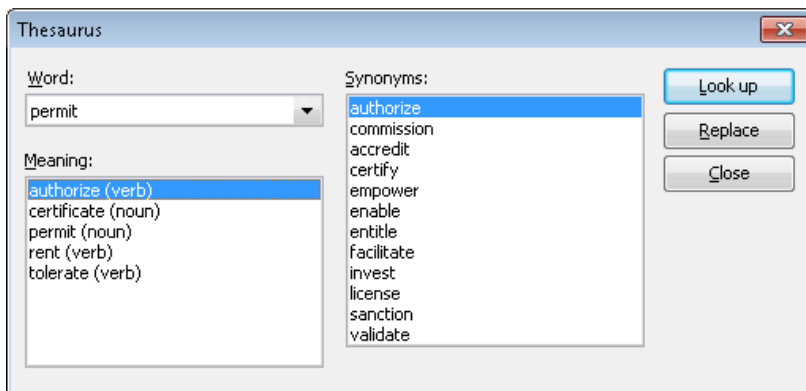 Thesaurus
Word:
permit
Meaning:
authorize (verb)
certificate (noun)
permit (noun)
rent (verb)
tolerate (verb)
Synonyms:
authorize
commission
accredit
certify
empower
enable
entitle
facilitate
invest
license
sanction
validate
Look up
Replace
Close